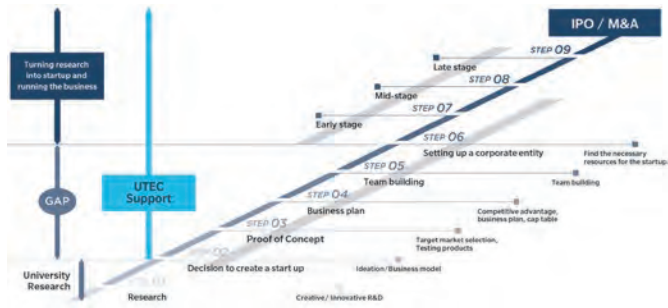 IPO / M&A
STEP 09
Late stage
Turning research
into startup and
running the business
STEP 08
Mid-stage
STEP 07
Early stage
STEP 06
Setting up a corporate entity
Find the necessary
resources for the startup
STEP 05
Team building
Team building
UTEC
Support
GAP
STEP 04
Business plan
Competitive advantage,
business plan, cap table
STEP 03
Proof of Concept
Target market selection,
Testing products
STEP 02
Decision to create a start up
Ideation/Business model
University
Research
Research
Creative/ Innovative R&D